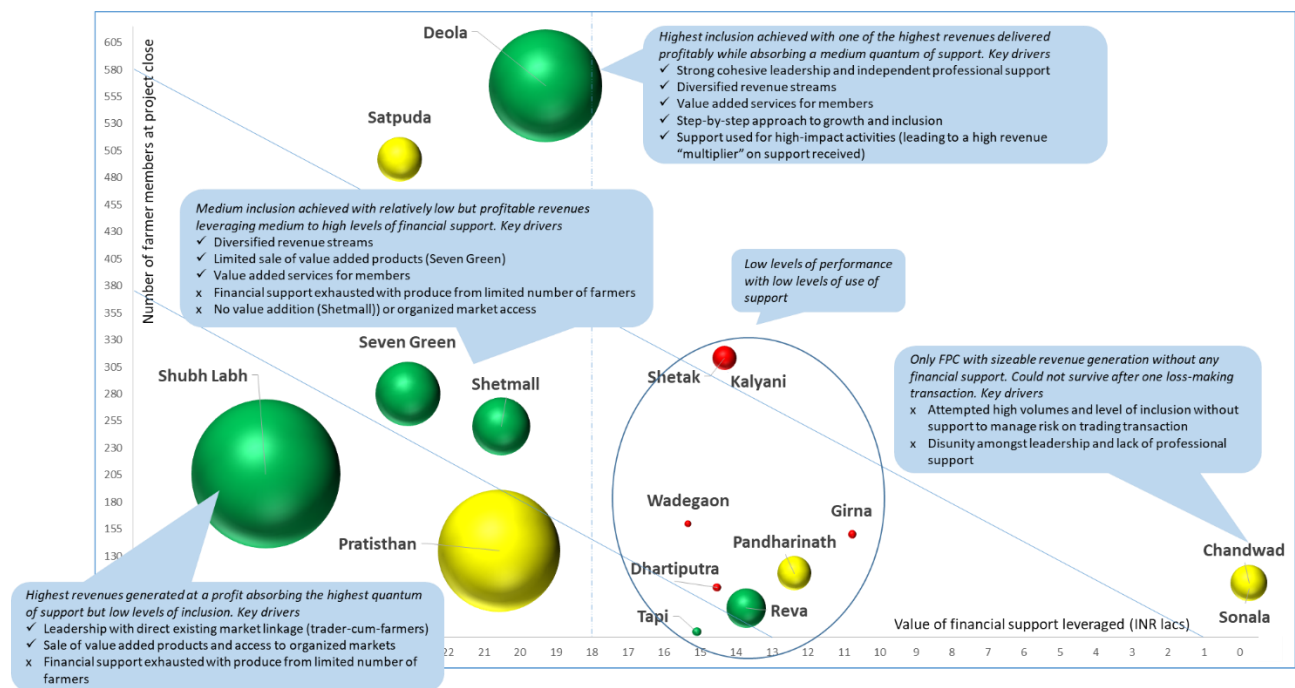 Number of farmer members at project close
605
580
555
530
505
480
455
430
405
380
355
330
305
280
255
230
205
180
155
130
Deola
Satpuda
Highest inclusion achieved with one of the highest revenues delivered
profitably while absorbing a medium quantum of support. Key drivers
✓ Strong cohesive leadership and independent professional support
✓ Diversified revenue streams
✓ Value added services for members
✓ Step-by-step approach to growth and inclusion
✓ Support used for high-impact activities (leading to a high revenue
“multiplier” on support received)
Medium inclusion achieved with relatively low but profitable revenues
leveraging medium to high levels of financial support. Key drivers
✓ Diversified revenue streams
✓ Limited sale of value added products (Seven Green)
✓ Value added services for members
x Financial support exhausted with produce from limited number of farmers
x No value addition (Shetmall)) or organized market access
Low levels of performance
with low levels of use of
support
Seven Green
Shetmall
Shubh Labh
Shetak
Kalyani
Only FPC with sizeable revenue generation without any
financial support. Could not survive after one loss-making
transaction. Key drivers
x Attempted high volumes and level of inclusion without
support to manage risk on trading transaction
x Disunity amongst leadership and lack of professional
support
Wadegaon
Girna
Pratisthan
Pandharinath
Chandwad
Dhartiputra
Reva
Tapi
Sonala
Highest revenues generated at a profit absorbing the highest quantum
of support but low levels of inclusion. Key drivers
✓ Leadership with direct existing market linkage (trader-cum-farmers)
✓ Sale of value added products and access to organized markets
x Financial support exhausted with produce from limited number of
farmers
Value of financial support leveraged (INR lacs)
22 21 20 19 18 17 16 15 14 13 12 11 10 9 8 7 6 5 4 3 2 1 0